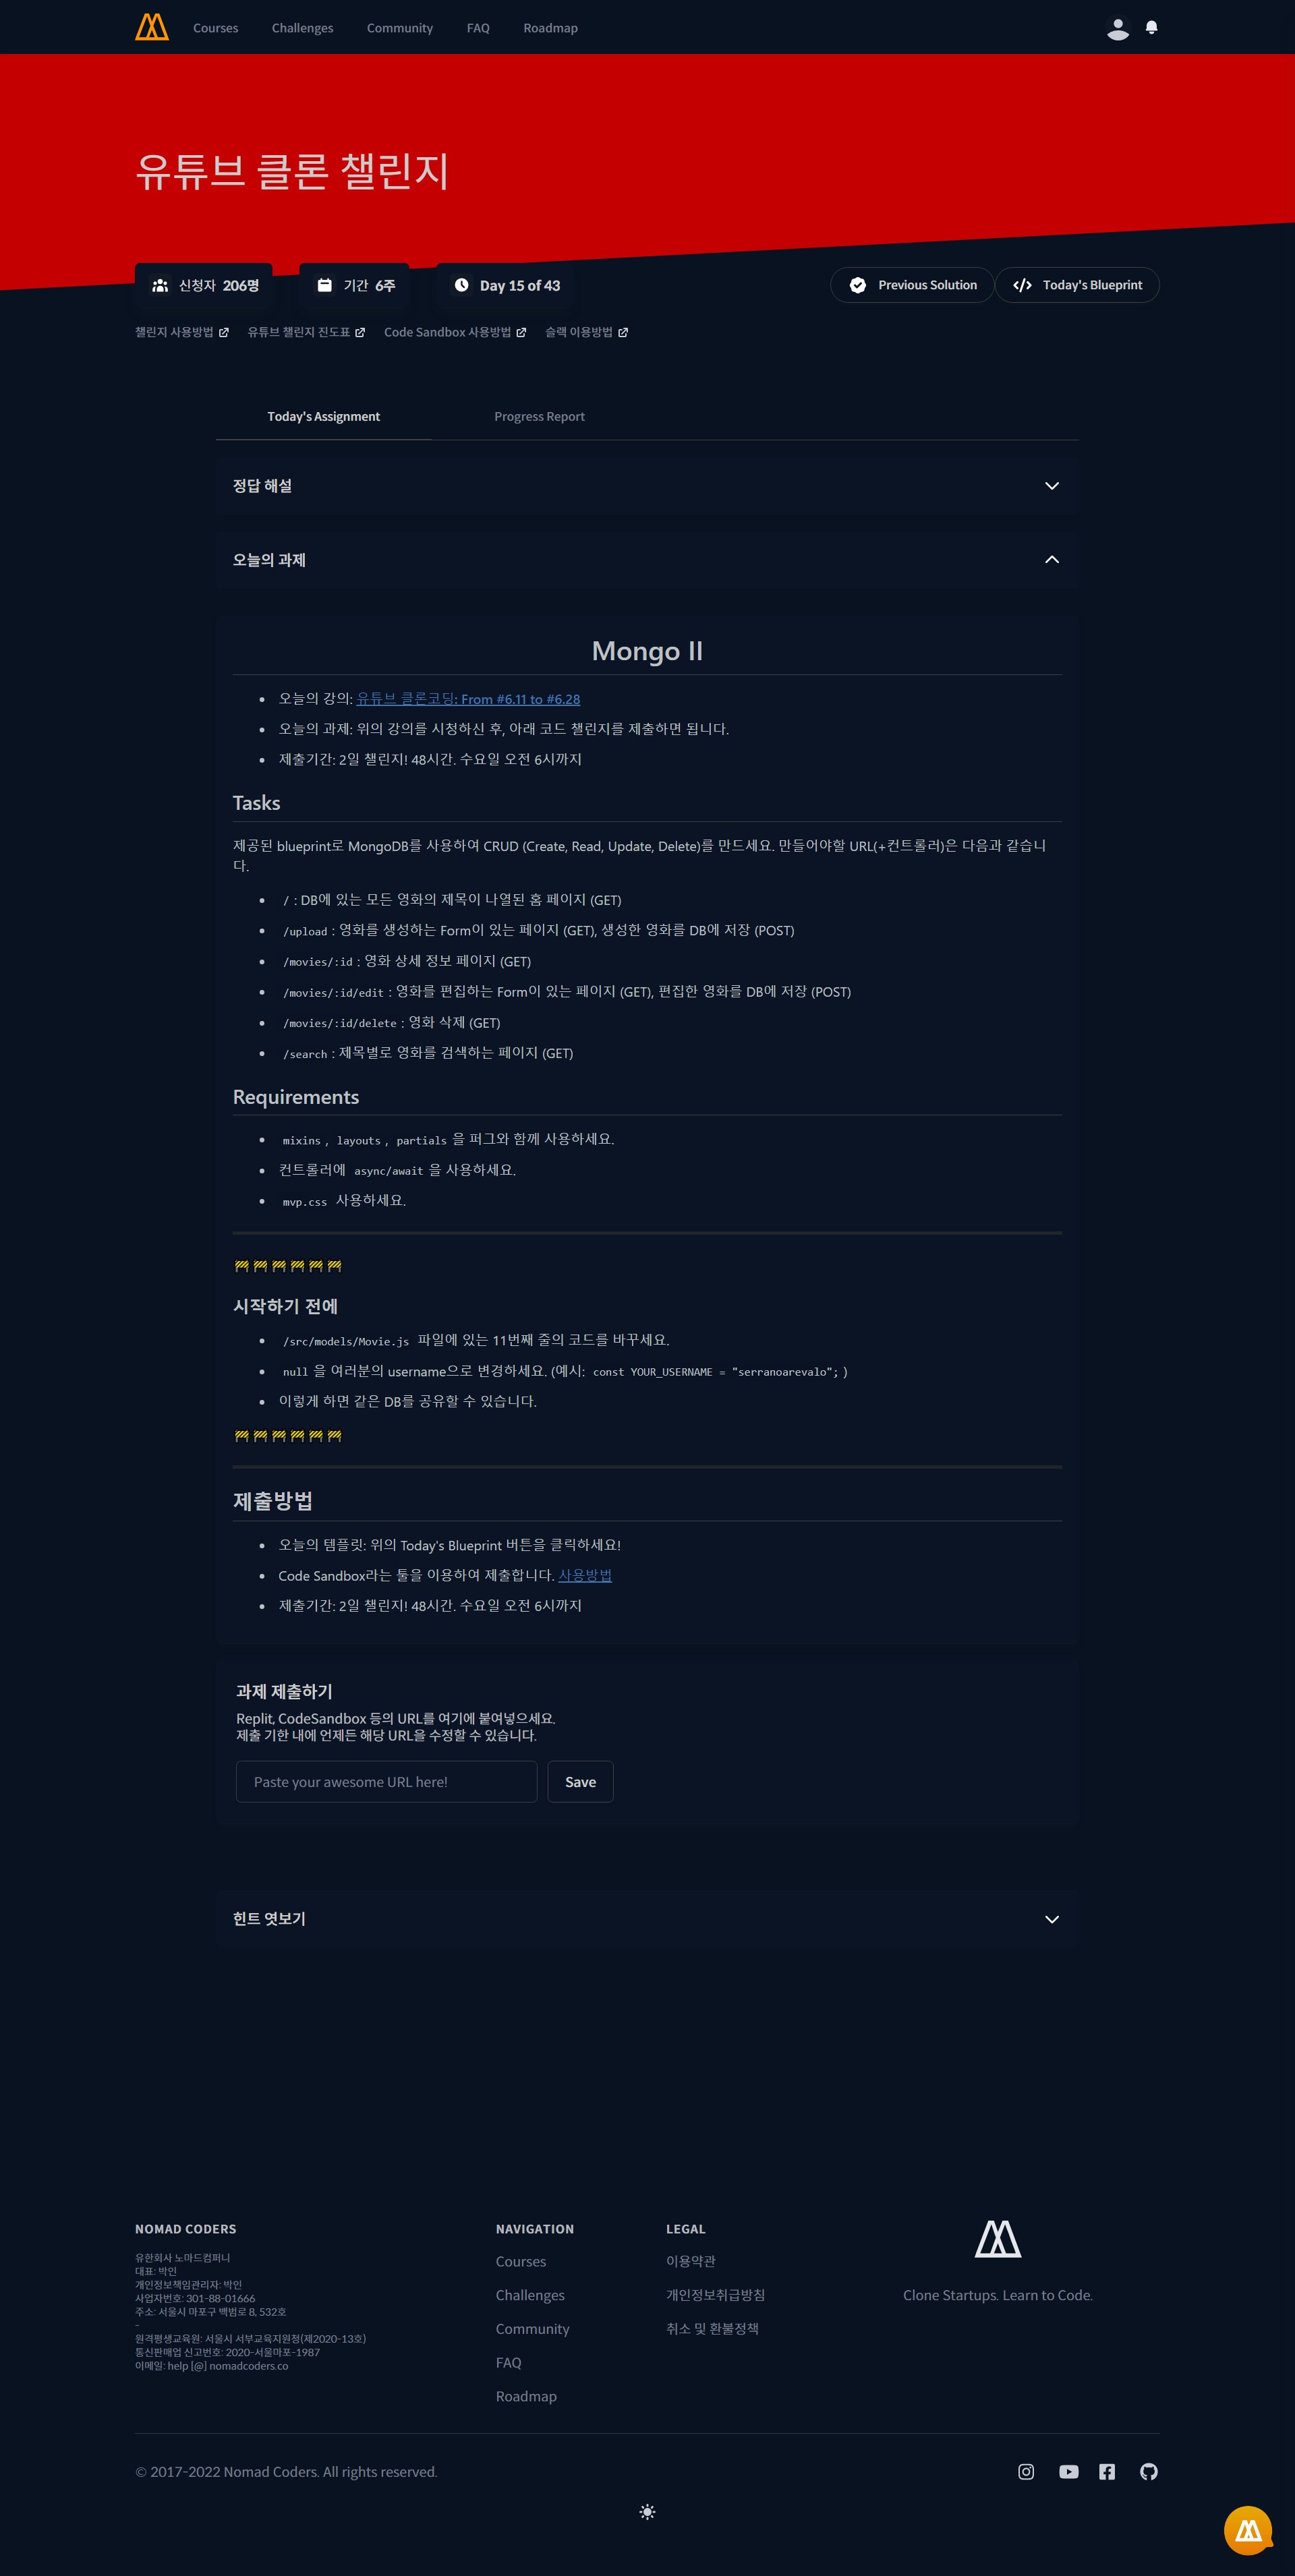 Courses Challenges Community FAQ Roadmap
유튜브 클론 챌린지
신청자 206명 기간 6주 Day 15 of 43 Previous Solution Today's Blueprint
챌린지 사용방법 유튜브 챌린지 진도표 Code Sandbox 사용방법 슬랙 이용방법
Today's Assignment Progress Report
정답 해설
오늘의 과제
Mongo II
오늘의 강의: 유튜브 클론코딩: From #6.11 to #6.28
오늘의 과제: 위의 강의를 시청하신 후, 아래 코드 챌린지를 제출하면 됩니다.
제출기간: 2일 챌린지! 48시간. 수요일 오전 6시까지
Tasks
제공된 blueprint로 MongoDB를 사용하여 CRUD (Create, Read, Update, Delete)를 만드세요. 만들어야할 URL(+컨트롤러)은 다음과 같습니
다.
/ : DB에 있는 모든 영화의 제목이 나열된 홈 페이지 (GET)
/upload : 영화를 생성하는 Form이 있는 페이지 (GET), 생성한 영화를 DB에 저장 (POST)
/movies/:id : 영화 상세 정보 페이지 (GET)
/movies/:id/edit : 영화를 편집하는 Form이 있는 페이지 (GET), 편집한 영화를 DB에 저장 (POST)
/movies/:id/delete : 영화 삭제 (GET)
/search : 제목별로 영화를 검색하는 페이지 (GET)
Requirements
mixins , layouts , partials 을 퍼그와 함께 사용하세요.
컨트롤러에 async/await 을 사용하세요.
mvp.css 사용하세요.
시작하기 전에
/src/models/Movie.js 파일에 있는 11번째 줄의 코드를 바꾸세요.
null 을 여러분의 username으로 변경하세요. (예시: const YOUR_USERNAME = "serranoarevalo"; )
이렇게 하면 같은 DB를 공유할 수 있습니다.
제출방법
오늘의 템플릿: 위의 Today's Blueprint 버튼을 클릭하세요!
Code Sandbox라는 툴을 이용하여 제출합니다. 사용방법
제출기간: 2일 챌린지! 48시간. 수요일 오전 6시까지
과제 제출하기
Replit, CodeSandbox 등의 URL를 여기에 붙여넣으세요.
제출 기한 내에 언제든 해당 URL을 수정할 수 있습니다.
Paste your awesome URL here! Save
힌트 엿보기
NOMAD CODERS
유한회사 노마드컴퍼니
대표: 박인
개인정보책임관리자: 박인
사업자번호: 301-88-01666
주소: 서울시 마포구 백범로 8, 532호
-
원격평생교육원: 서울시 서부교육지원청(제2020-13호)
통신판매업 신고번호: 2020-서울마포-1987
이메일: help [@] nomadcoders.co
NAVIGATION
Courses
Challenges
Community
FAQ
Roadmap
LEGAL
이용약관
개인정보취급방침
취소 및 환불정책
Clone Startups. Learn to Code.
© 2017-2022 Nomad Coders. All rights reserved.